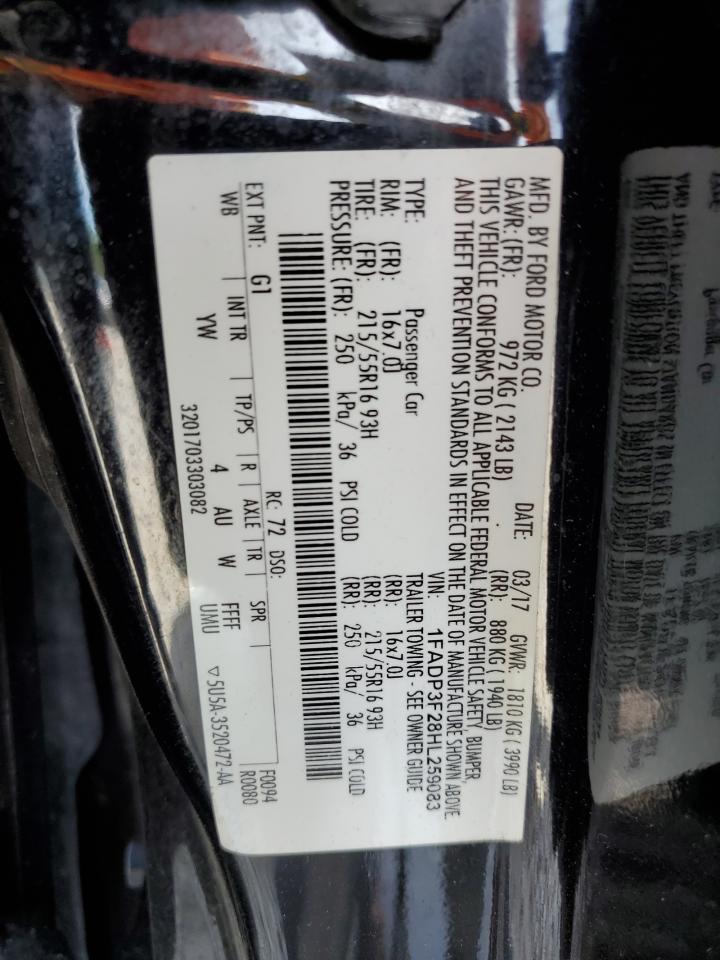 MFD. BY FORD MOTOR CO.
DATE: 03/17 GVWR: 1810 KG ( 3990 LB)
GAWR: (FR): 972 KG ( 2143 LB) (RR): 880 KG ( 1940 LB)
THIS VEHICLE CONFORMS TO ALL APPLICABLE FEDERAL MOTOR VEHICLE SAFETY, BUMPER,
AND THEFT PREVENTION STANDARDS IN EFFECT ON THE DATE OF MANUFACTURE SHOWN ABOVE.
VIN: 1FADP3F28HL259083
TYPE: Passenger Car TRAILER TOWING - SEE OWNER GUIDE
RIM: (FR): 16x7.0J (RR): 16x7.0J
TIRE: (FR): 215/55R16 93H (RR): 215/55R16 93H
PRESSURE: (FR): 250 kPa/ 36 PSI COLD (RR): 250 kPa/ 36 PSI COLD
EXT PNT: G1 RC: 72 DSO: F0094
WB | INT TR | TP/PS | R | AXLE | TR | SPR R0080
YW 4 AU W FFFF
3201703303082 UMU ▽5U5A-3520472-AA